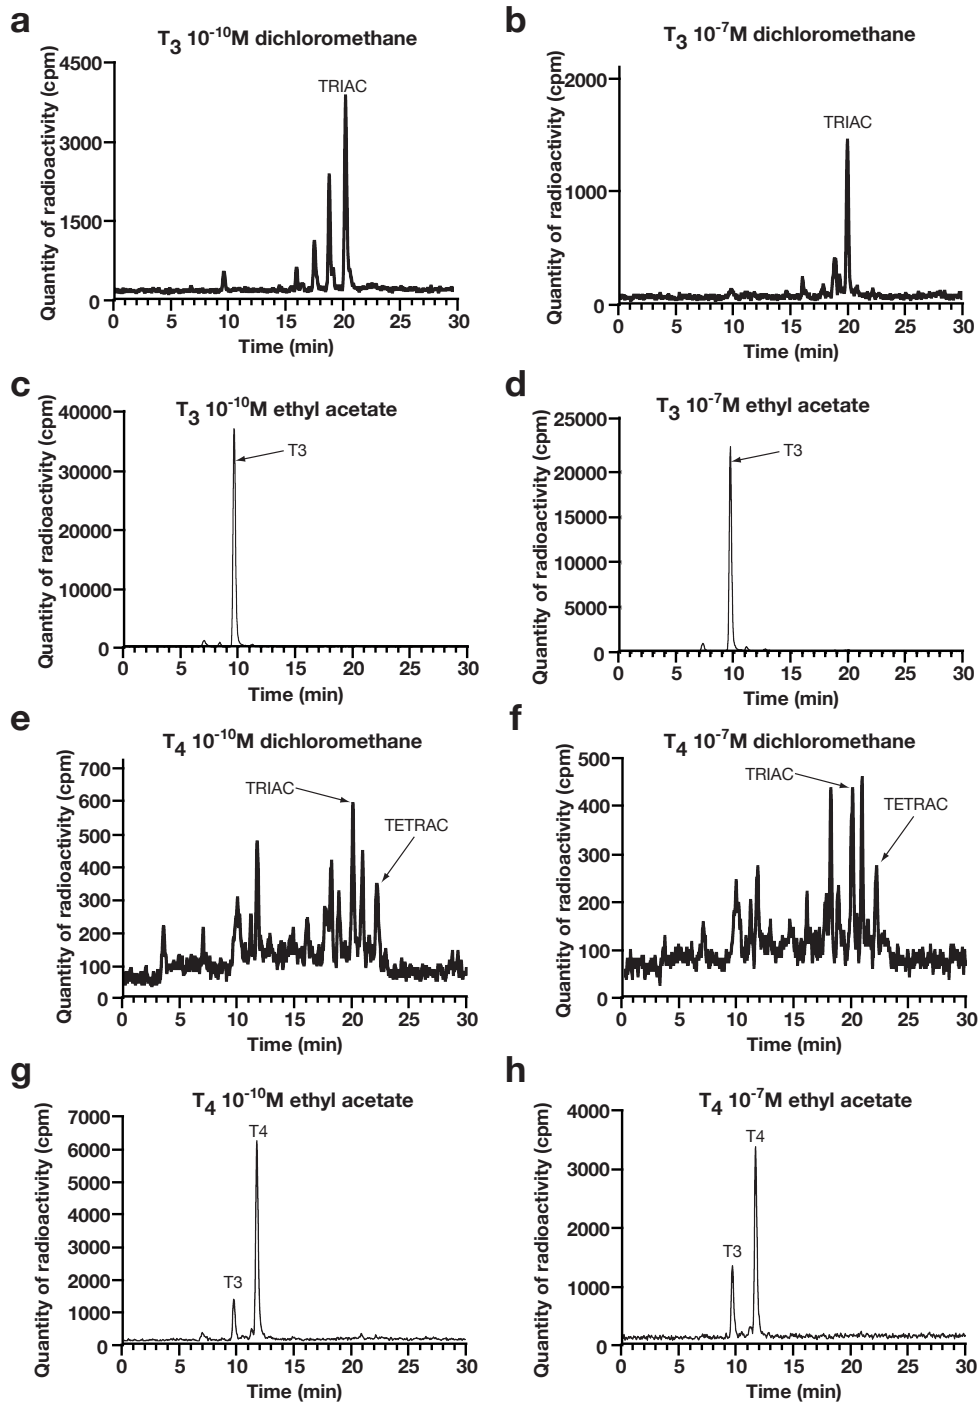 a
T3 10-10M dichloromethane
Quantity of radioactivity (cpm)
4500
3000
1500
0
TRIAC
0 5 10 15 20 25 30
Time (min)
b
T3 10-7M dichloromethane
Quantity of radioactivity (cpm)
2000
1000
0
TRIAC
0 5 10 15 20 25 30
Time (min)
c
T3 10-10M ethyl acetate
Quantity of radioactivity (cpm)
40000
30000
20000
10000
0
T3
0 5 10 15 20 25 30
Time (min)
d
T3 10-7M ethyl acetate
Quantity of radioactivity (cpm)
25000
20000
15000
10000
5000
0
T3
0 5 10 15 20 25 30
Time (min)
e
T4 10-10M dichloromethane
Quantity of radioactivity (cpm)
700
600
500
400
300
200
100
0
TRIAC
TETRAC
0 5 10 15 20 25 30
Time (min)
f
T4 10-7M dichloromethane
Quantity of radioactivity (cpm)
500
400
300
200
100
0
TRIAC
TETRAC
0 5 10 15 20 25 30
Time (min)
g
T4 10-10M ethyl acetate
Quantity of radioactivity (cpm)
7000
6000
5000
4000
3000
2000
1000
0
T4
T3
0 5 10 15 20 25 30
Time (min)
h
T4 10-7M ethyl acetate
Quantity of radioactivity (cpm)
4000
3000
2000
1000
0
T4
T3
0 5 10 15 20 25 30
Time (min)